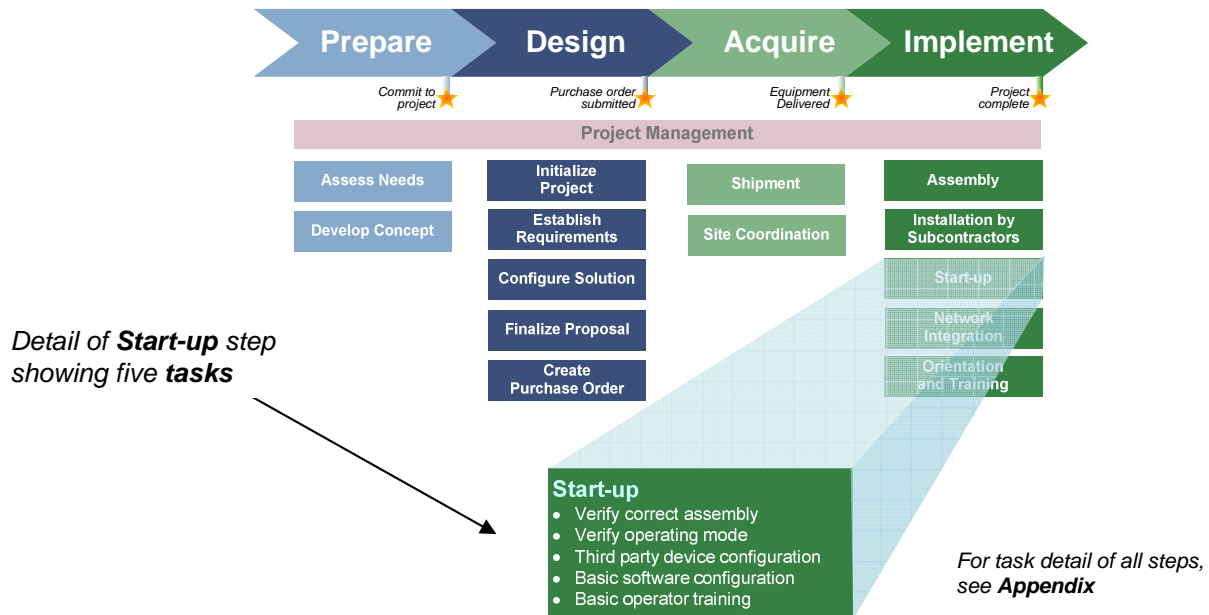 Prepare
Design
Acquire
Implement
Commit to
project
Purchase order
submitted
Equipment
Delivered
Project
complete
Project Management
Assess Needs
Develop Concept
Initialize
Project
Establish
Requirements
Configure Solution
Finalize Proposal
Create
Purchase Order
Shipment
Site Coordination
Assembly
Installation by
Subcontractors
Start-up
Network
Integration
Orientation
and Training
Detail of Start-up step
showing five tasks
Start-up
• Verify correct assembly
• Verify operating mode
• Third party device configuration
• Basic software configuration
• Basic operator training
For task detail of all steps,
see Appendix